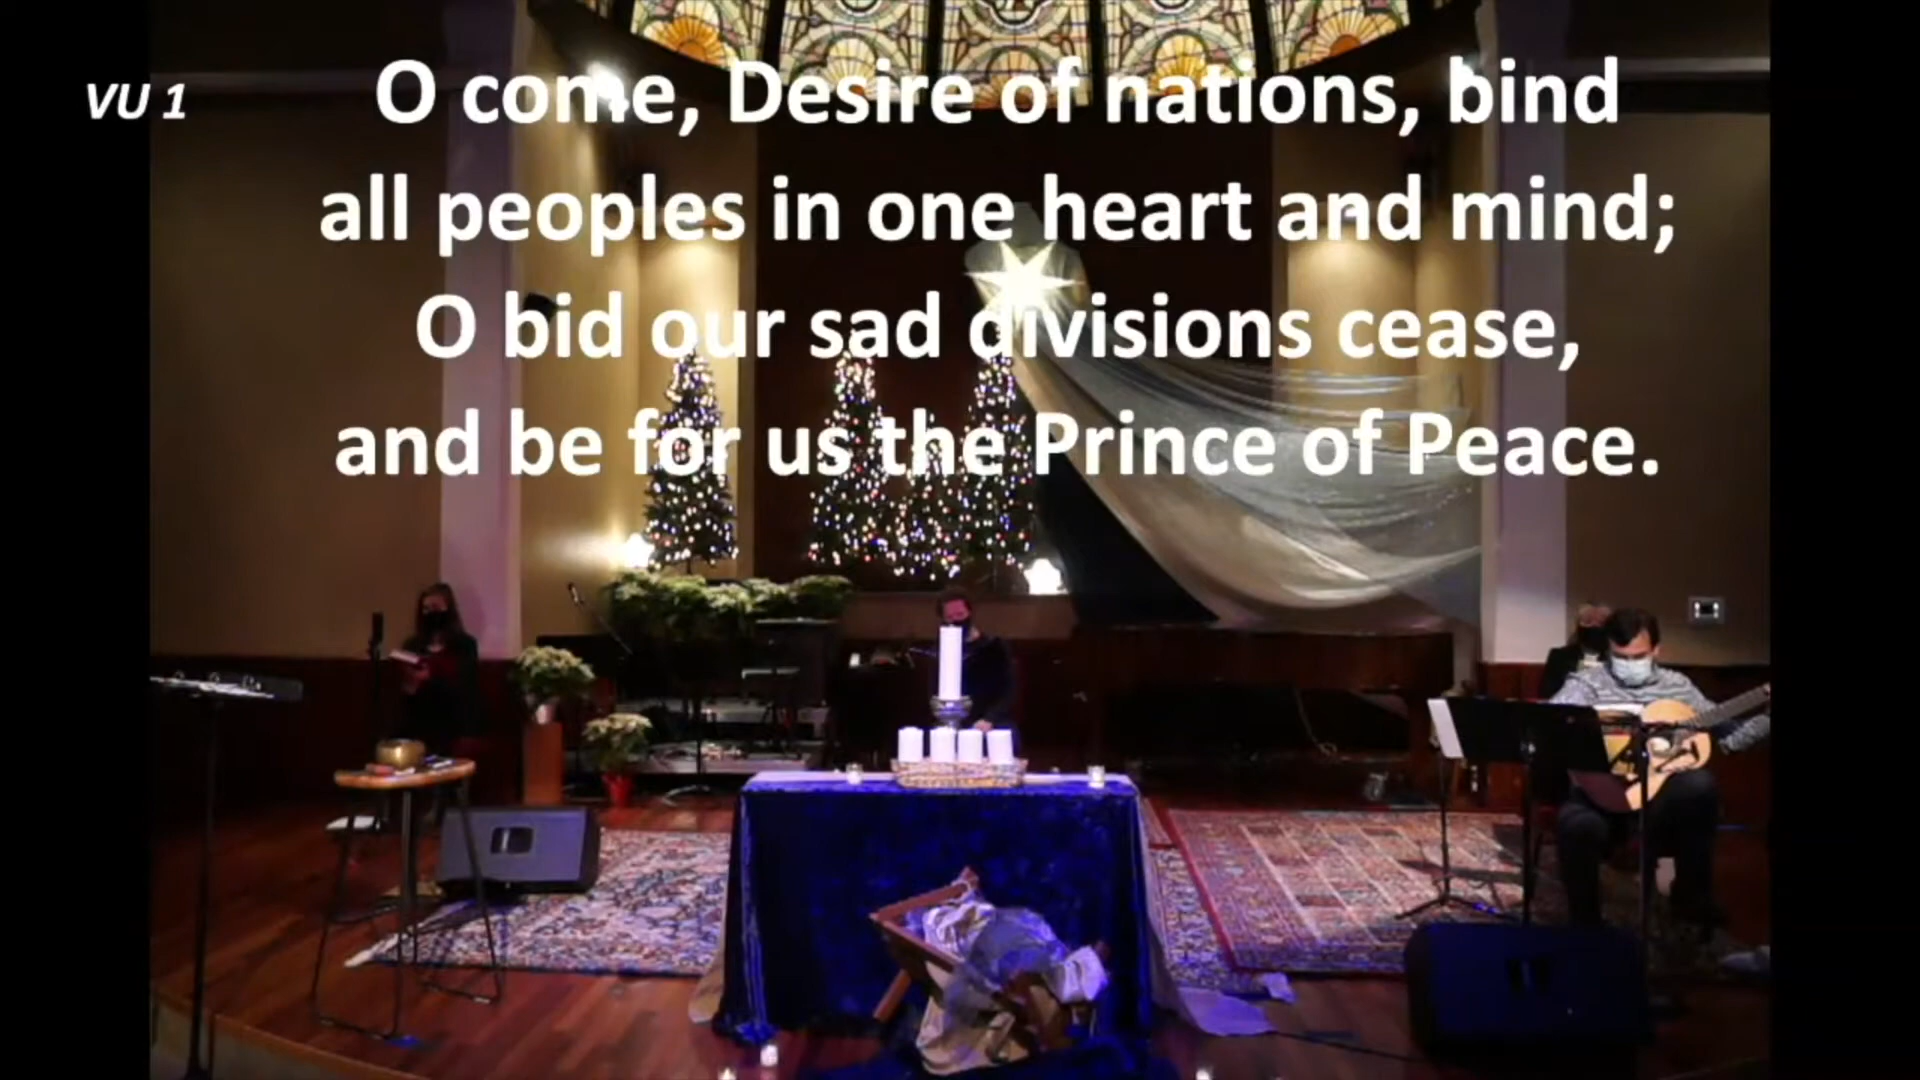 VU 1
O come, Desire of nations, bind
all peoples in one heart and mind;
O bid our sad divisions cease,
and be for us the Prince of Peace.